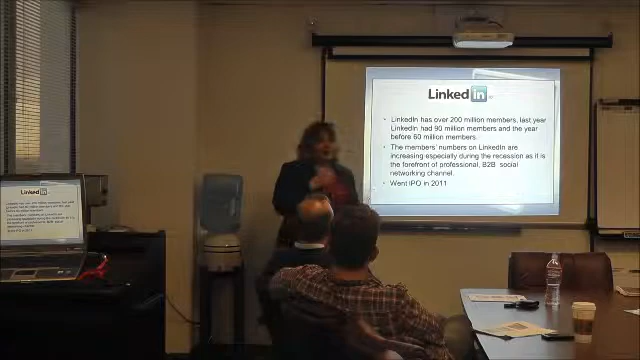 LinkedIn
• LinkedIn has over 200 million members, last year
LinkedIn had 90 million members and the year
before 60 million members.
• The members' numbers on LinkedIn are
increasing especially during the recession as it is
the forefront of professional, B2B social
networking channel.
• Went IPO in 2011
LinkedIn